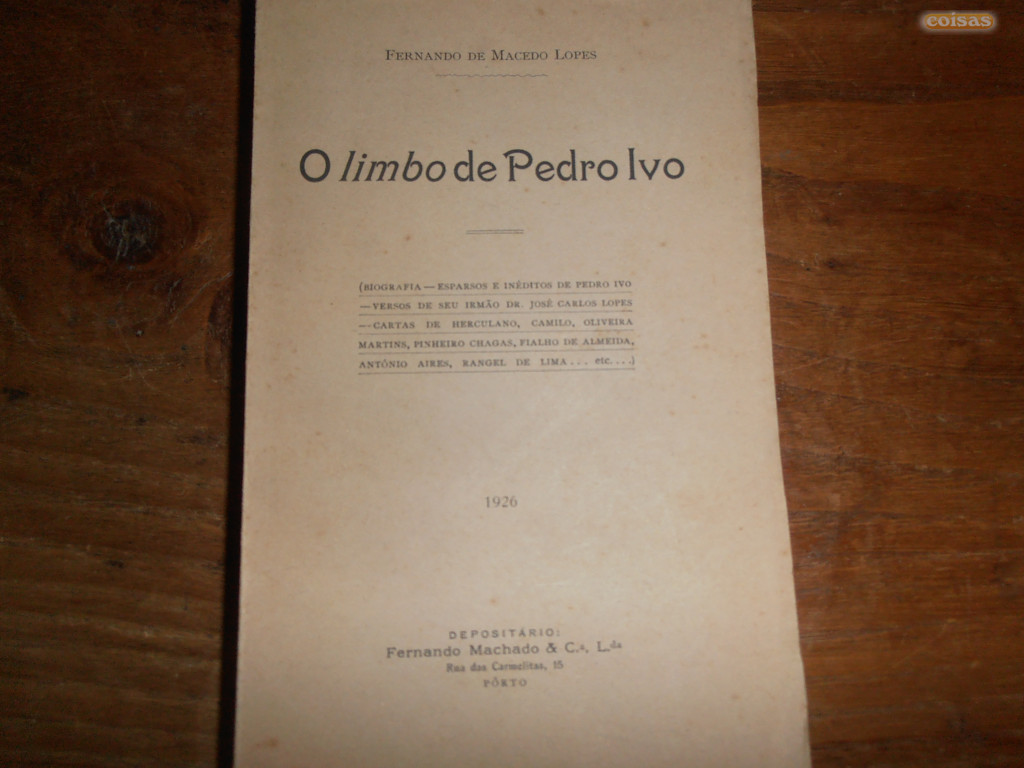 coisas
FERNANDO DE MACEDO LOPES
O limbo de Pedro Ivo
(BIOGRAFIA — ESPARSOS E INÉDITOS DE PEDRO IVO
— VERSOS DE SEU IRMÃO DR. JOSÉ CARLOS LOPES
— CARTAS DE HERCULANO, CAMILO, OLIVEIRA
MARTINS, PINHEIRO CHAGAS, FIALHO DE ALMEIDA,
ANTÓNIO AIRES, RANGEL DE LIMA... etc....)
1926
DEPOSITÁRIO:
Fernando Machado & C.ª, L.da
Rua das Carmelitas, 15
PÔRTO